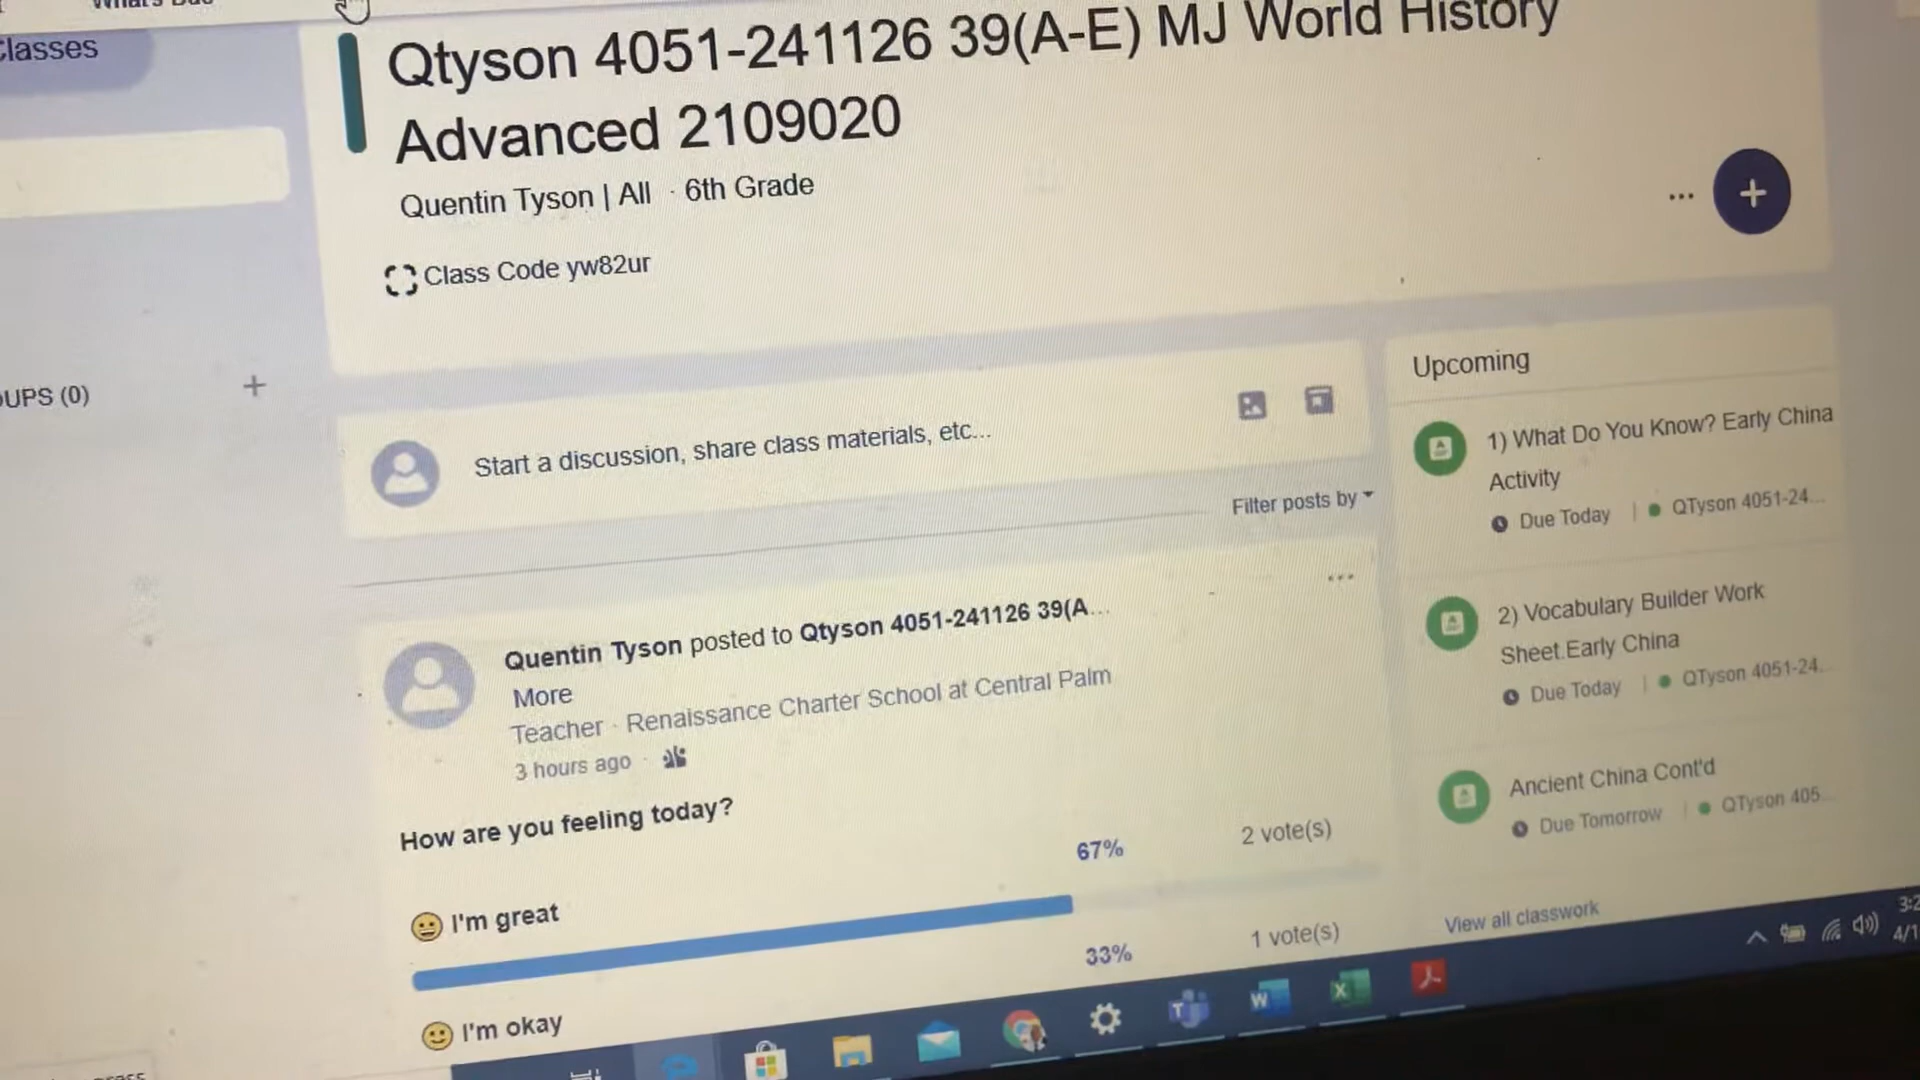 Classes
Qtyson 4051-241126 39(A-E) MJ World History
Advanced 2109020
Quentin Tyson | All · 6th Grade
...
+
Class Code yw82ur
UPS (0)
+
Start a discussion, share class materials, etc...
Filter posts by
Quentin Tyson posted to Qtyson 4051-241126 39(A...
More
Teacher · Renaissance Charter School at Central Palm
3 hours ago ·
...
How are you feeling today?
67%
2 vote(s)
I'm great
33%
1 vote(s)
I'm okay
Upcoming
1) What Do You Know? Early China
Activity
Due Today | QTyson 4051-24...
2) Vocabulary Builder Work
Sheet.Early China
Due Today | QTyson 4051-24...
Ancient China Cont'd
Due Tomorrow | QTyson 405...
View all classwork
3:2
4/1